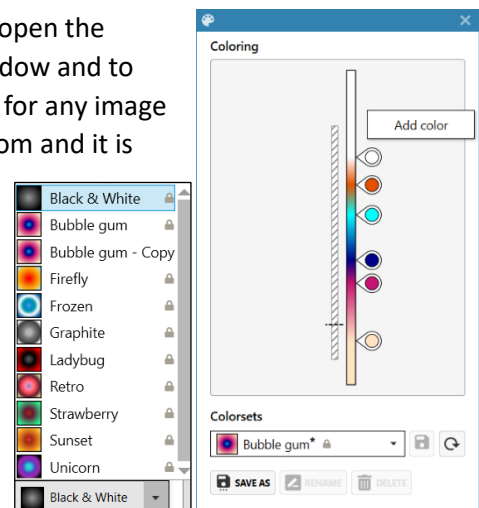 open the
dow and to
for any image
om and it is
Black & White
Bubble gum
Bubble gum - Copy
Firefly
Frozen
Graphite
Ladybug
Retro
Strawberry
Sunset
Unicorn
Black & White
Coloring
Add color
Colorsets
Bubble gum*
SAVE AS RENAME DELETE